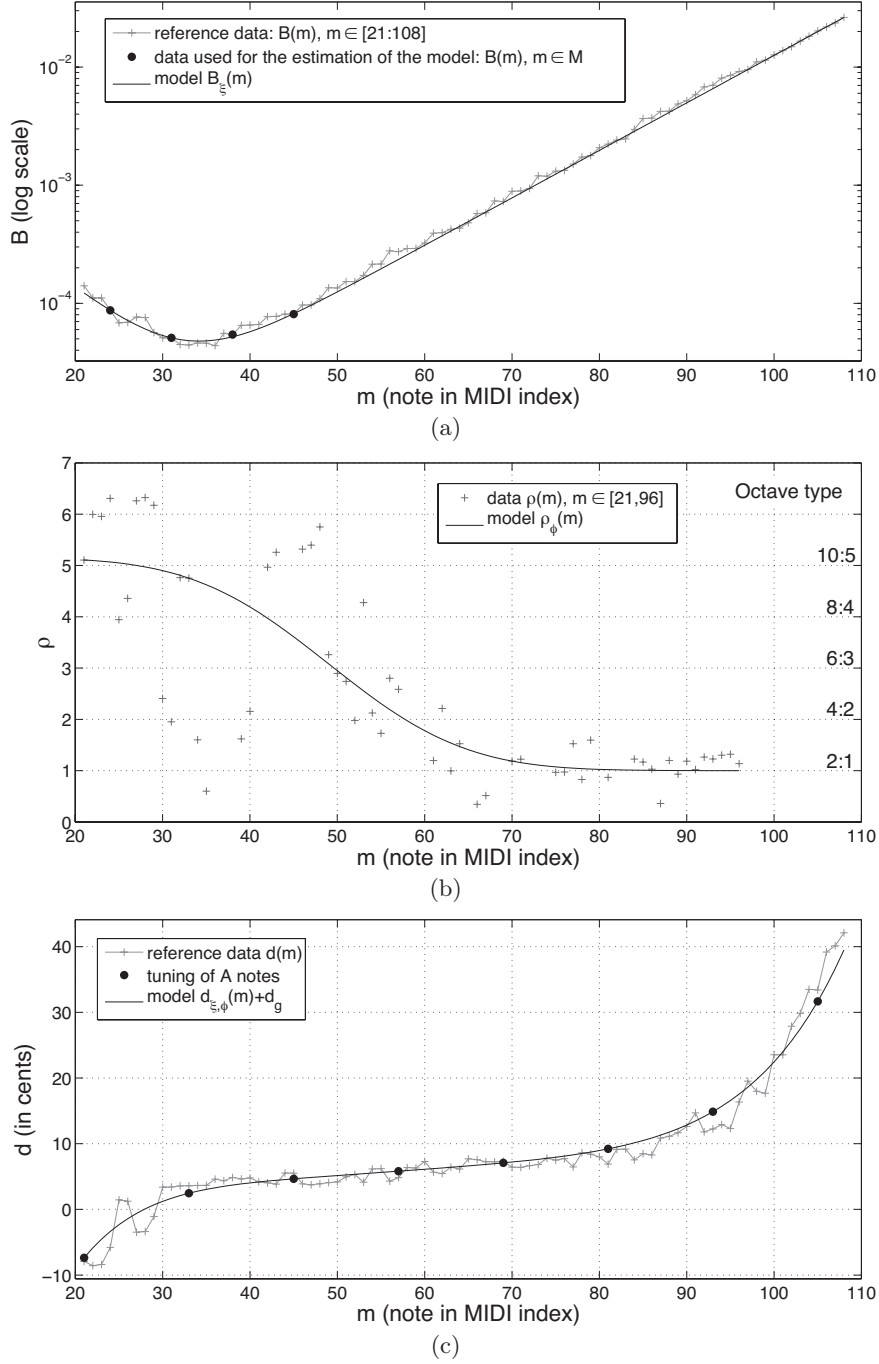 reference data: B(m), m ∈ [21:108]
data used for the estimation of the model: B(m), m ∈ M
model B_ξ(m)
B (log scale)
10^−2
10^−3
10^−4
20 30 40 50 60 70 80 90 100 110
m (note in MIDI index)
(a)
data ρ(m), m ∈ [21,96]
model ρ_ϕ(m)
Octave type
10:5
8:4
6:3
4:2
2:1
ρ
7
6
5
4
3
2
1
0
20 30 40 50 60 70 80 90 100 110
m (note in MIDI index)
(b)
reference data d(m)
tuning of A notes
model d_ξ,ϕ(m)+d_g
d (in cents)
40
30
20
10
0
−10
20 30 40 50 60 70 80 90 100 110
m (note in MIDI index)
(c)